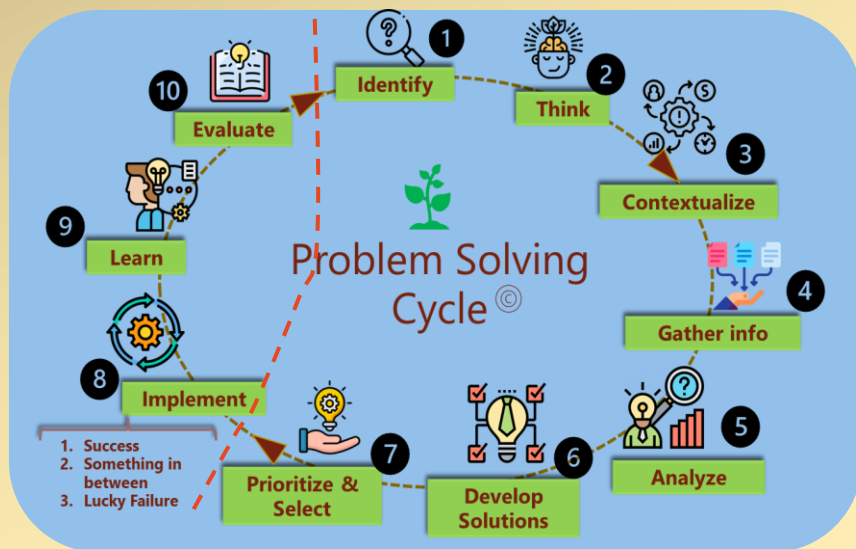 Problem Solving
Cycle ©
1
Identify
2
Think
3
Contextualize
4
Gather info
5
Analyze
6
Develop
Solutions
7
Prioritize &
Select
8
Implement
1. Success
2. Something in
between
3. Lucky Failure
9
Learn
10
Evaluate